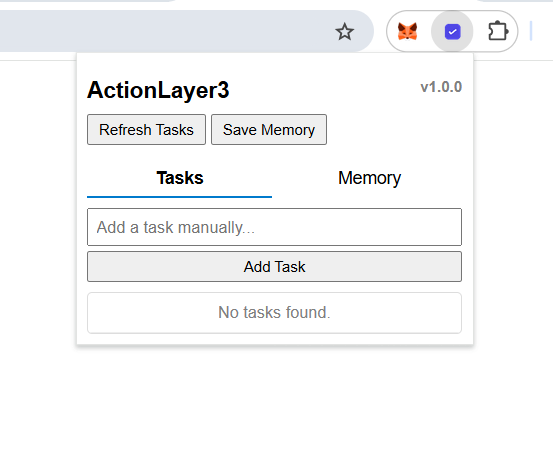 ActionLayer3 v1.0.0
Refresh Tasks Save Memory
Tasks Memory
Add a task manually...
Add Task
No tasks found.